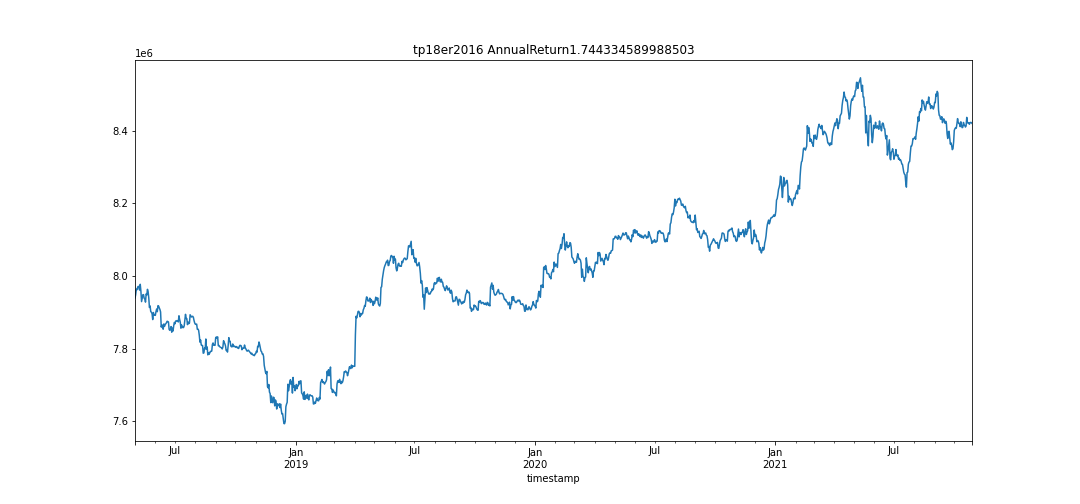 tp18er2016 AnnualReturn1.744334589988503
1e6
8.4
8.2
8.0
7.8
7.6
Jul Jan Jul Jan Jul Jan Jul
2019 2020 2021
timestamp